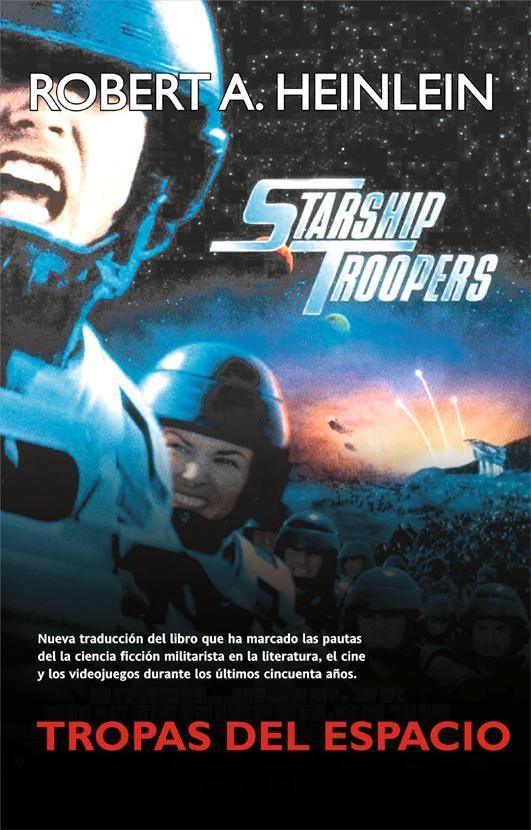 ROBERT A. HEINLEIN
STARSHIP
TROOPERS
Nueva traducción del libro que ha marcado las pautas
del la ciencia ficción militarista en la literatura, el cine
y los videojuegos durante los últimos cincuenta años.
TROPAS DEL ESPACIO
NOVEMBER